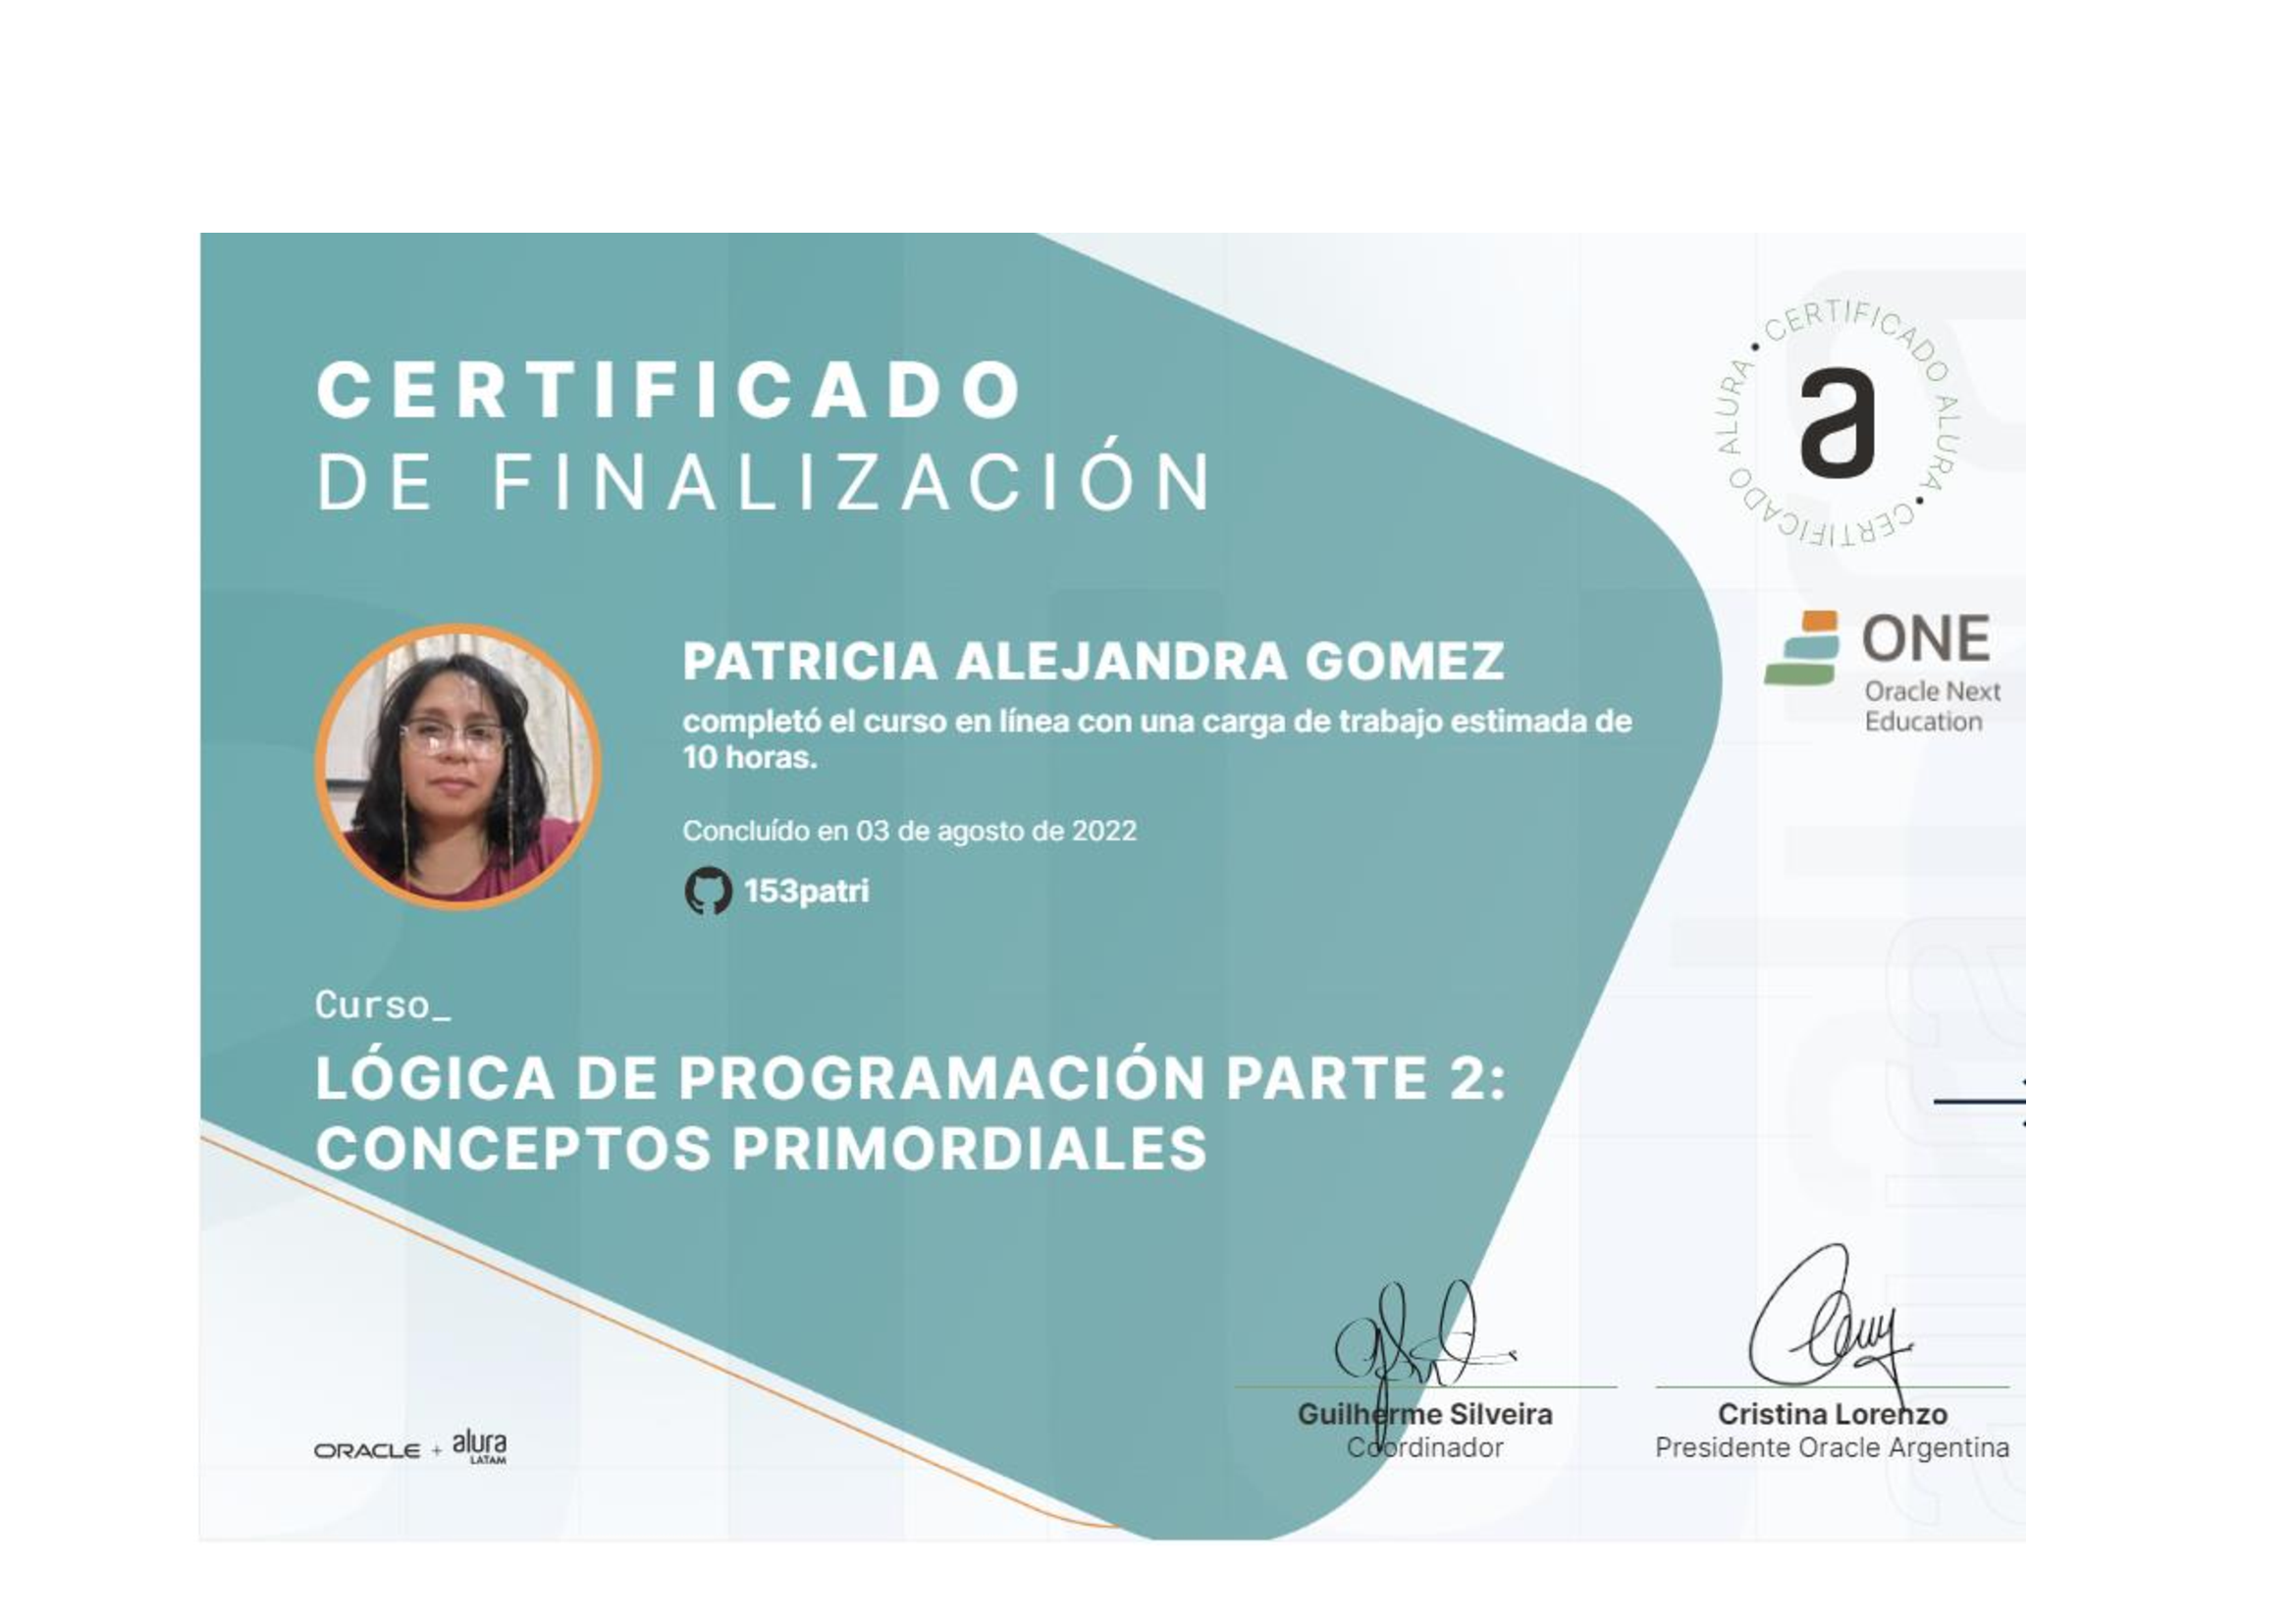 CERTIFICADO
DE FINALIZACIÓN
CERTIFICADO ALURA • CERTIFICADO ALURA •
a
ONE
Oracle Next
Education
PATRICIA ALEJANDRA GOMEZ
completó el curso en línea con una carga de trabajo estimada de
10 horas.
Concluído en 03 de agosto de 2022
153patri
Curso_
LÓGICA DE PROGRAMACIÓN PARTE 2:
CONCEPTOS PRIMORDIALES
Guilherme Silveira
Coordinador
Cristina Lorenzo
Presidente Oracle Argentina
ORACLE + alura
LATAM